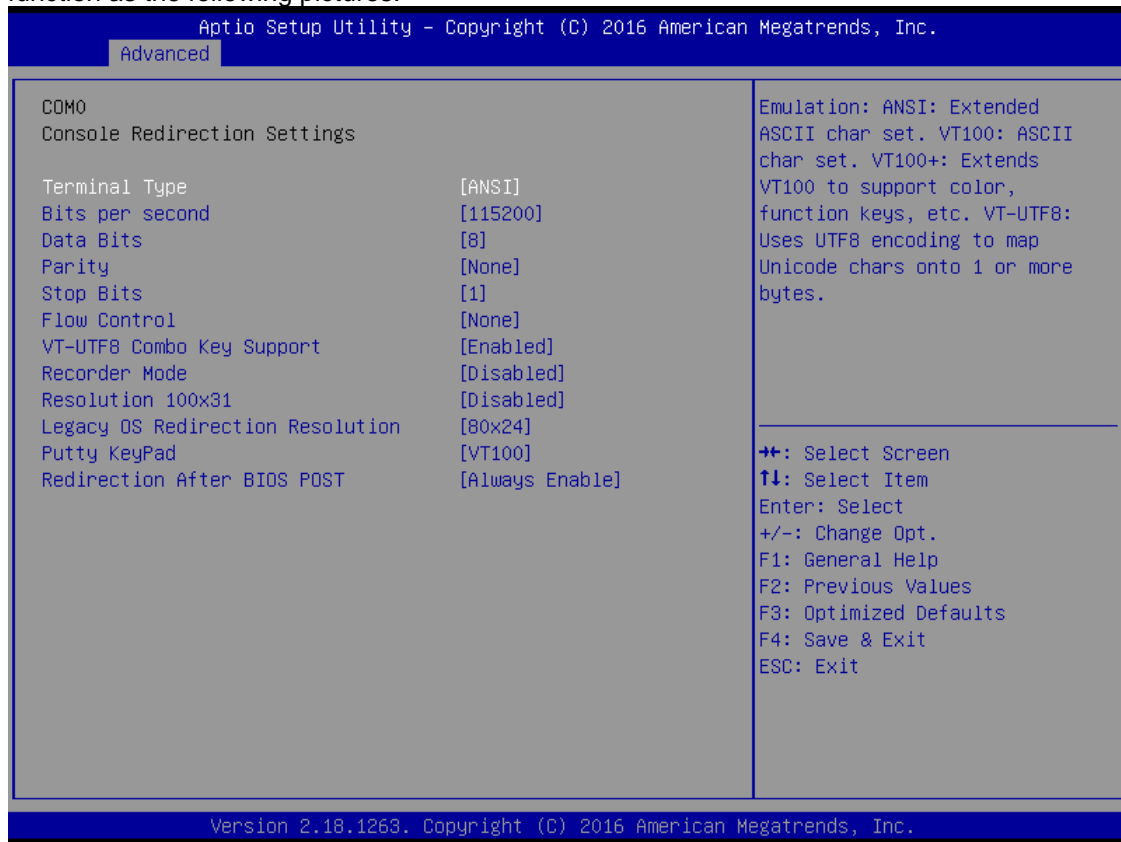 function as the following pictures.
Aptio Setup Utility – Copyright (C) 2016 American Megatrends, Inc.
Advanced
COM0
Console Redirection Settings
Terminal Type [ANSI]
Bits per second [115200]
Data Bits [8]
Parity [None]
Stop Bits [1]
Flow Control [None]
VT-UTF8 Combo Key Support [Enabled]
Recorder Mode [Disabled]
Resolution 100x31 [Disabled]
Legacy OS Redirection Resolution [80x24]
Putty KeyPad [VT100]
Redirection After BIOS POST [Always Enable]
Emulation: ANSI: Extended
ASCII char set. VT100: ASCII
char set. VT100+: Extends
VT100 to support color,
function keys, etc. VT-UTF8:
Uses UTF8 encoding to map
Unicode chars onto 1 or more
bytes.
→←: Select Screen
↑↓: Select Item
Enter: Select
+/-: Change Opt.
F1: General Help
F2: Previous Values
F3: Optimized Defaults
F4: Save & Exit
ESC: Exit
Version 2.18.1263. Copyright (C) 2016 American Megatrends, Inc.